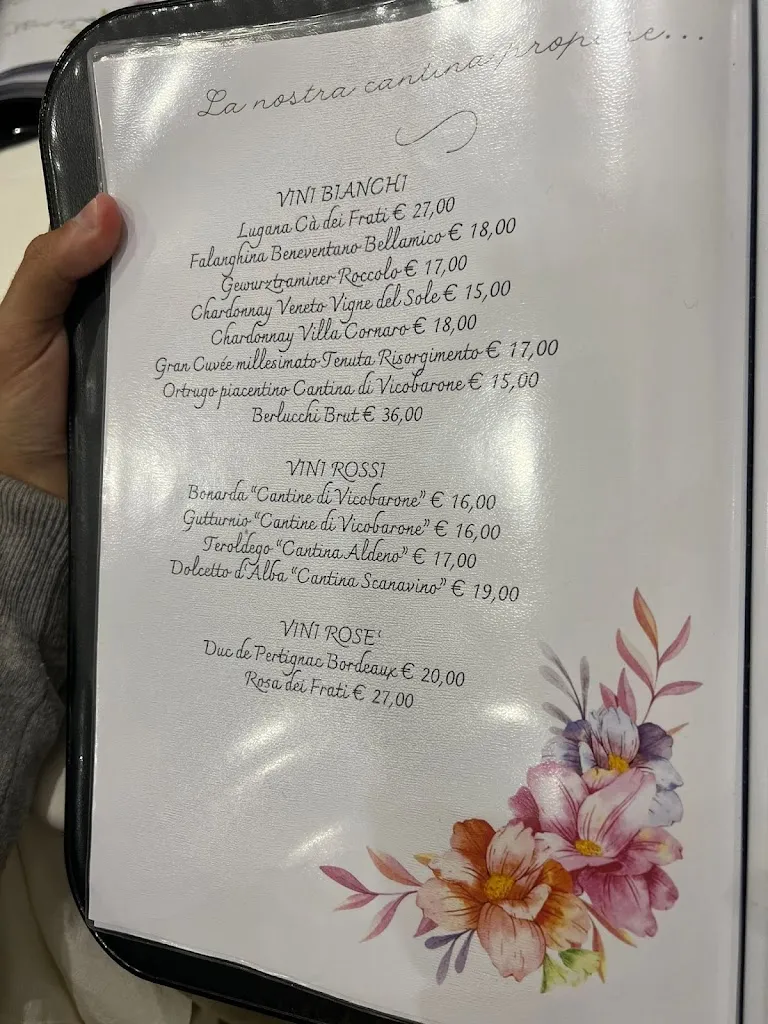 La nostra cantina propone...
VINI BIANCHI
Lugana Cà dei Frati € 27,00
Falanghina Beneventano Bellamico € 18,00
Gewurztraminer Roccolo € 17,00
Chardonnay Veneto Vigne del Sole € 15,00
Chardonnay Villa Cornaro € 18,00
Gran Cuvée millesimato Tenuta Risorgimento € 17,00
Ortrugo piacentino Cantina di Vicobarone € 15,00
Berlucchi Brut € 36,00
VINI ROSSI
Bonarda "Cantine di Vicobarone" € 16,00
Gutturnio "Cantine di Vicobarone" € 16,00
Teroldego "Cantina Aldeno" € 17,00
Dolcetto d'Alba "Cantina Scanavino" € 19,00
VINI ROSE'
Duc de Pertignac Bordeaux € 20,00
Rosa dei Frati € 27,00